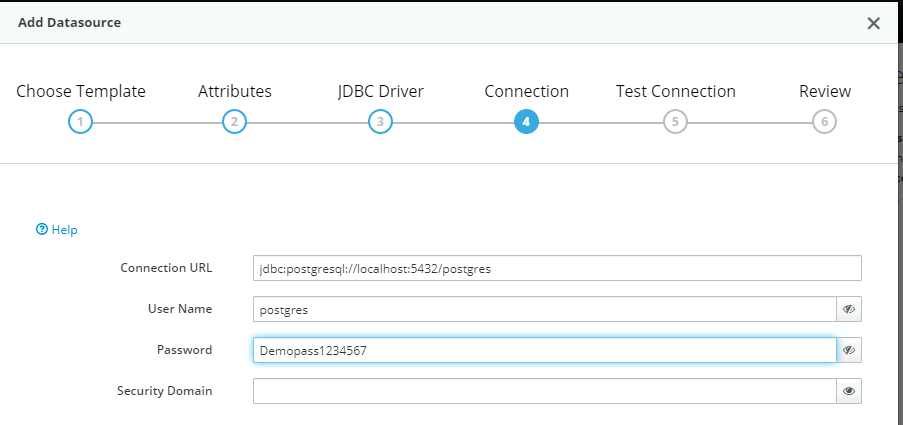 Add Datasource
Choose Template Attributes JDBC Driver Connection Test Connection Review
1 2 3 4 5 6
Help
Connection URL jdbc:postgresql://localhost:5432/postgres
User Name postgres
Password Demopass1234567
Security Domain